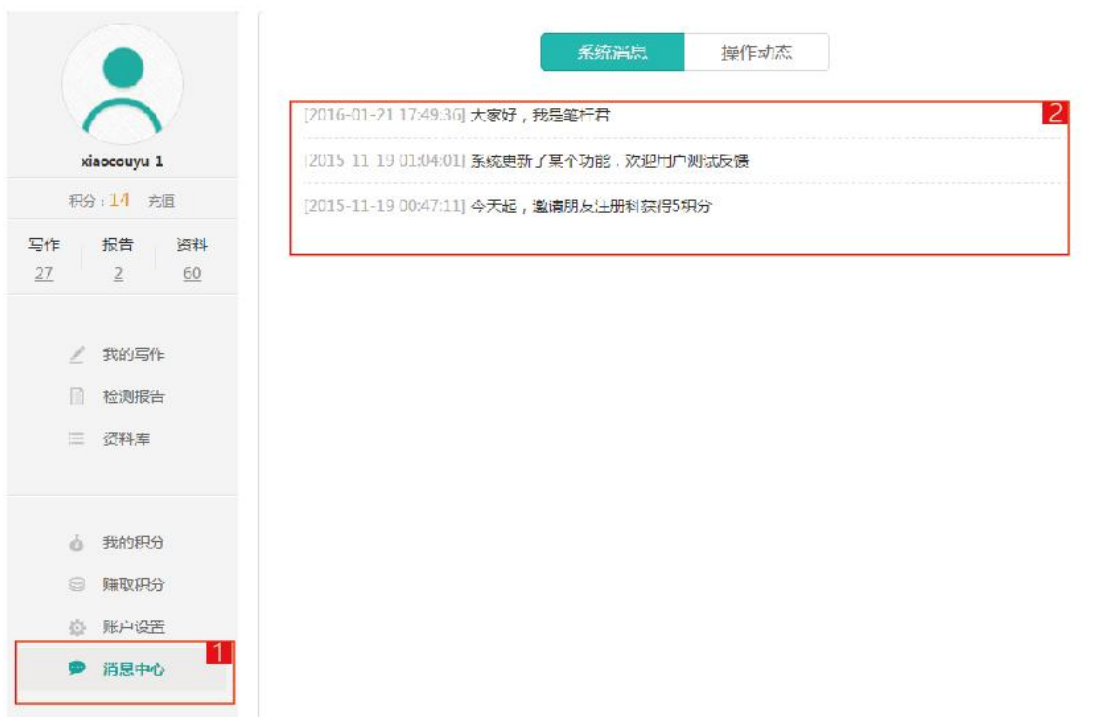 xiaocouyu 1
积分：14 充值
写作 报告 资料
27 2 60
我的写作
检测报告
资料库
我的积分
赚取积分
账户设置
消息中心
1
系统消息 操作动态
2
[2016-01-21 17:49:36] 大家好，我是笔杆君
[2015-11-19 01:04:01] 系统更新了某个功能，欢迎用户测试反馈
[2015-11-19 00:47:11] 今天起，邀请朋友注册科获得5积分